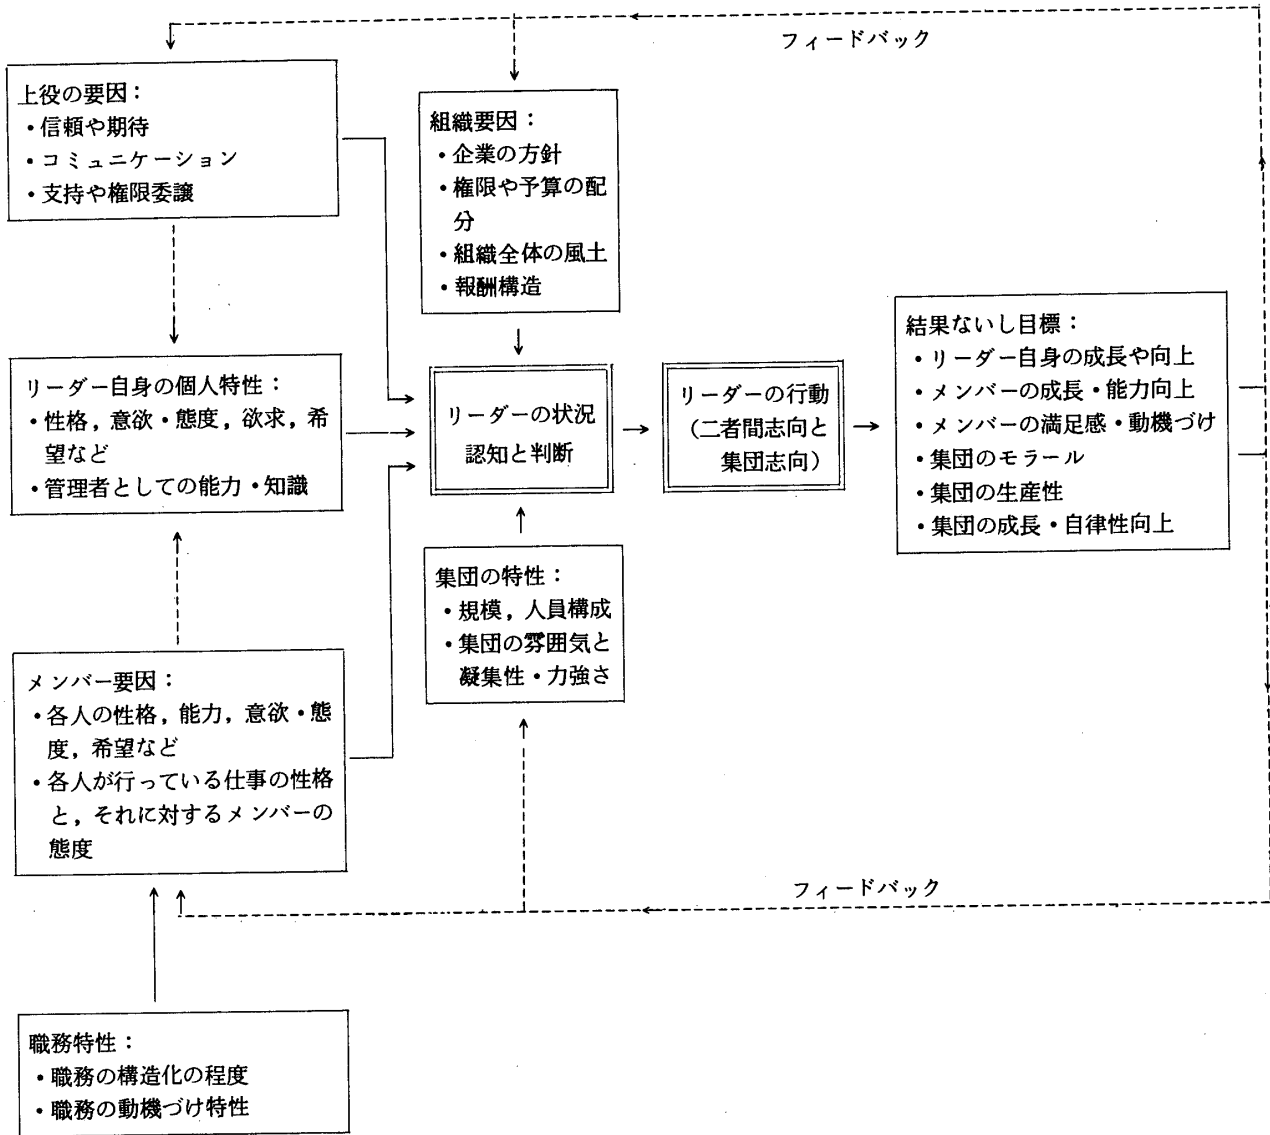 フィードバック
上役の要因：
・信頼や期待
・コミュニケーション
・支持や権限委譲
組織要因：
・企業の方針
・権限や予算の配
分
・組織全体の風土
・報酬構造
リーダー自身の個人特性：
・性格，意欲・態度，欲求，希
望など
・管理者としての能力・知識
リーダーの状況
認知と判断
リーダーの行動
（二者間志向と
集団志向）
結果ないし目標：
・リーダー自身の成長や向上
・メンバーの成長・能力向上
・メンバーの満足感・動機づけ
・集団のモラール
・集団の生産性
・集団の成長・自律性向上
集団の特性：
・規模，人員構成
・集団の雰囲気と
凝集性・力強さ
メンバー要因：
・各人の性格，能力，意欲・態
度，希望など
・各人が行っている仕事の性格
と，それに対するメンバーの
態度
フィードバック
職務特性：
・職務の構造化の程度
・職務の動機づけ特性